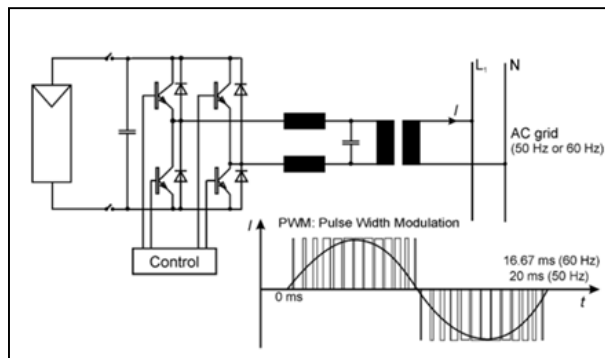 L1
N
I
AC grid
(50 Hz or 60 Hz)
Control
I
PWM: Pulse Width Modulation
16.67 ms (60 Hz)
20 ms (50 Hz)
0 ms
t